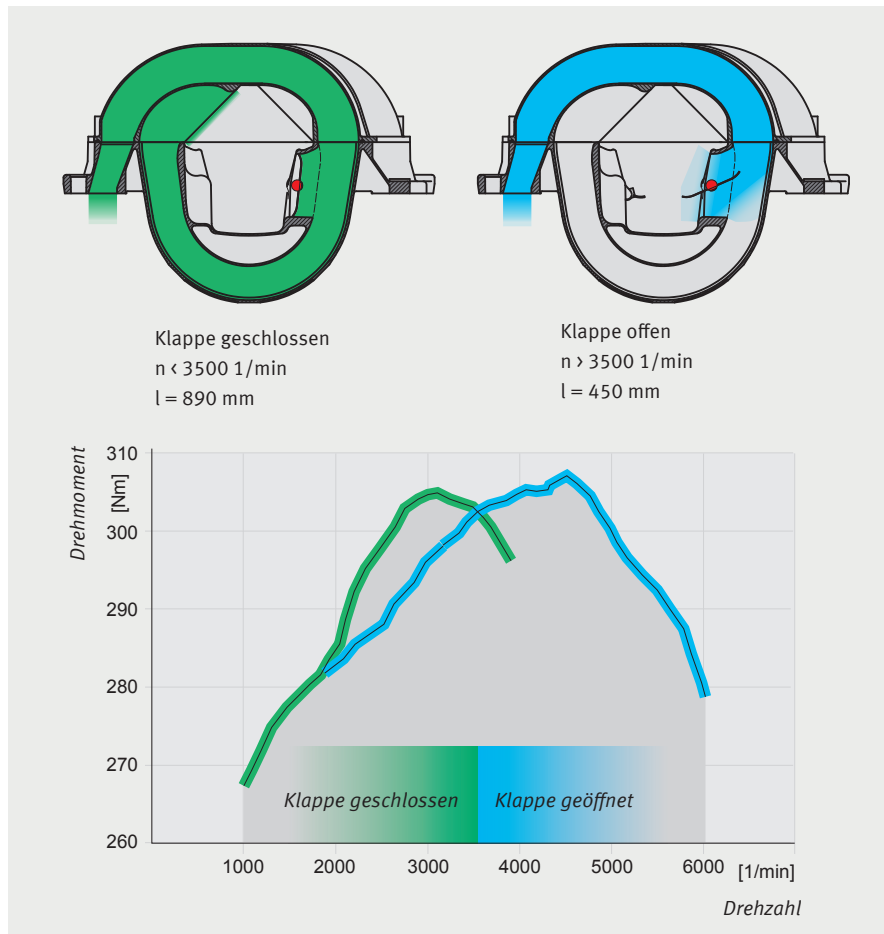 Klappe geschlossen
n < 3500 1/min
l = 890 mm
Klappe offen
n > 3500 1/min
l = 450 mm
Drehmoment
[Nm]
310
300
290
280
270
260
Klappe geschlossen
Klappe geöffnet
1000
2000
3000
4000
5000
6000
[1/min]
Drehzahl